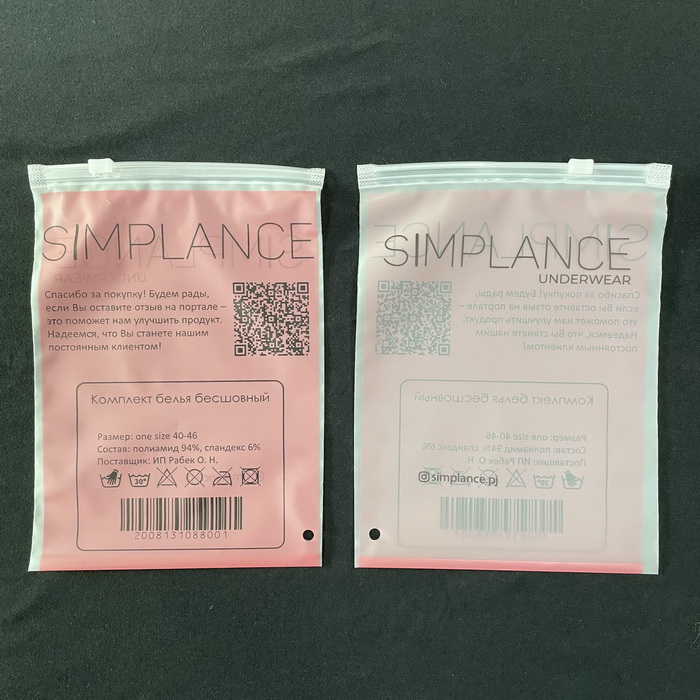 SIMPLANCE
Спасибо за покупку! Будем рады,
если Вы оставите отзыв на портале –
это поможет нам улучшить продукт.
Надеемся, что Вы станете нашим
постоянным клиентом!
Комплект белья бесшовный
Размер: one size 40-46
Состав: полиамид 94%, спандекс 6%
Поставщик: ИП Рабек О. Н.
30°
2008131088001
SIMPLANCE
UNDERWEAR
simplance.pj